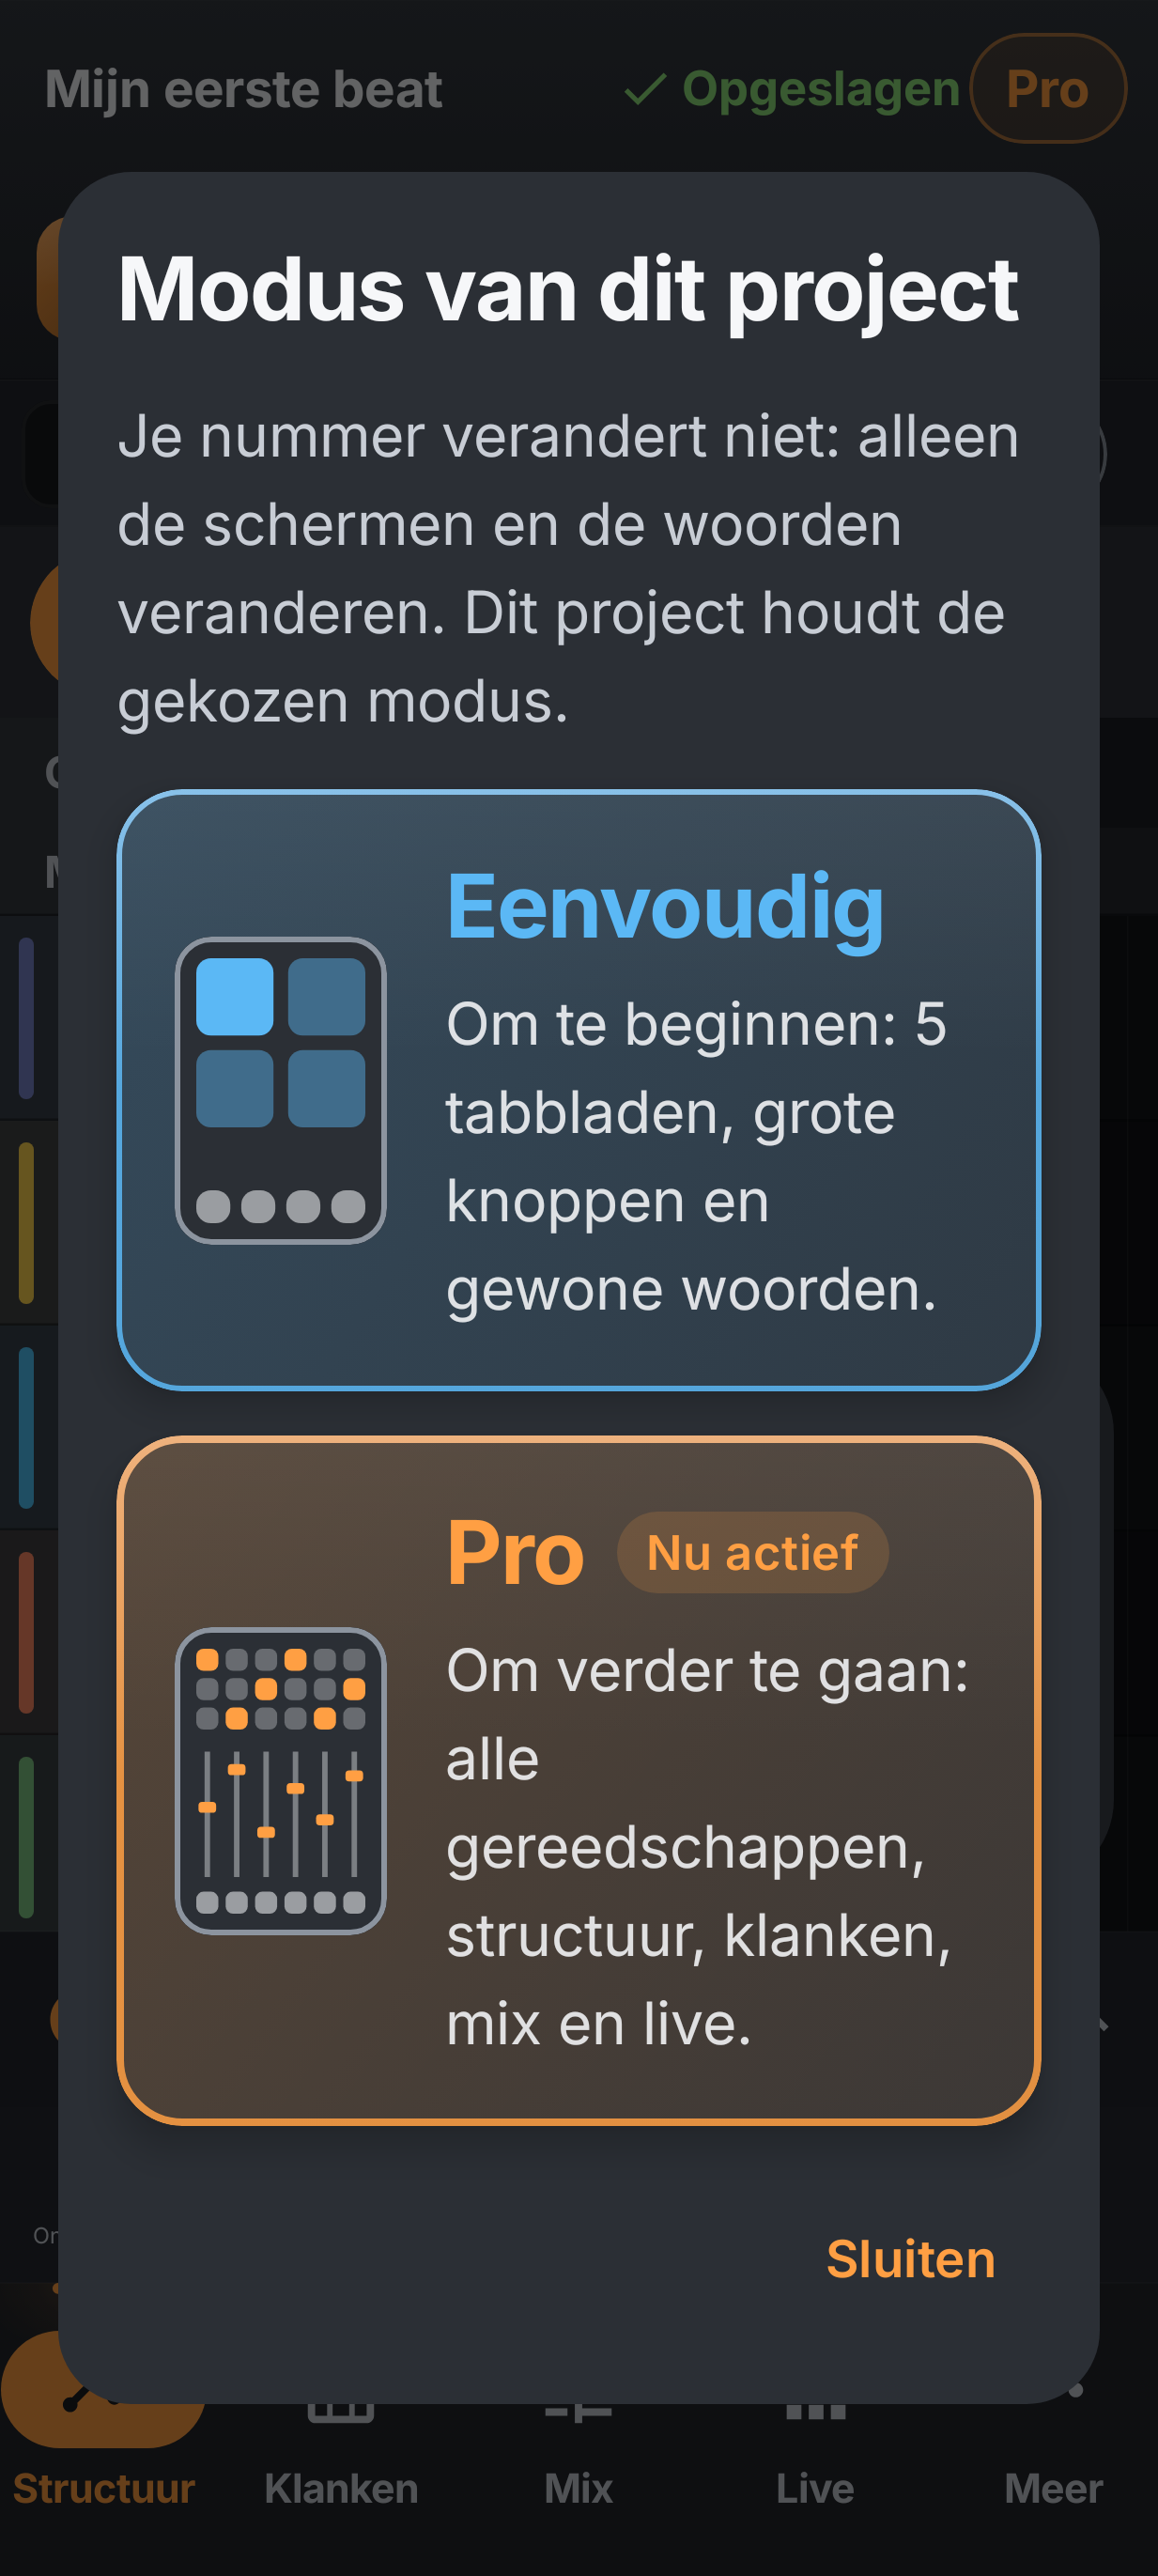 Mijn eerste beat
Opgeslagen
Pro
Modus van dit project
Je nummer verandert niet: alleen
de schermen en de woorden
veranderen. Dit project houdt de
gekozen modus.
Eenvoudig
Om te beginnen: 5
tabbladen, grote
knoppen en
gewone woorden.
Pro
Nu actief
Om verder te gaan:
alle
gereedschappen,
structuur, klanken,
mix en live.
Sluiten
Structuur
Klanken
Mix
Live
Meer